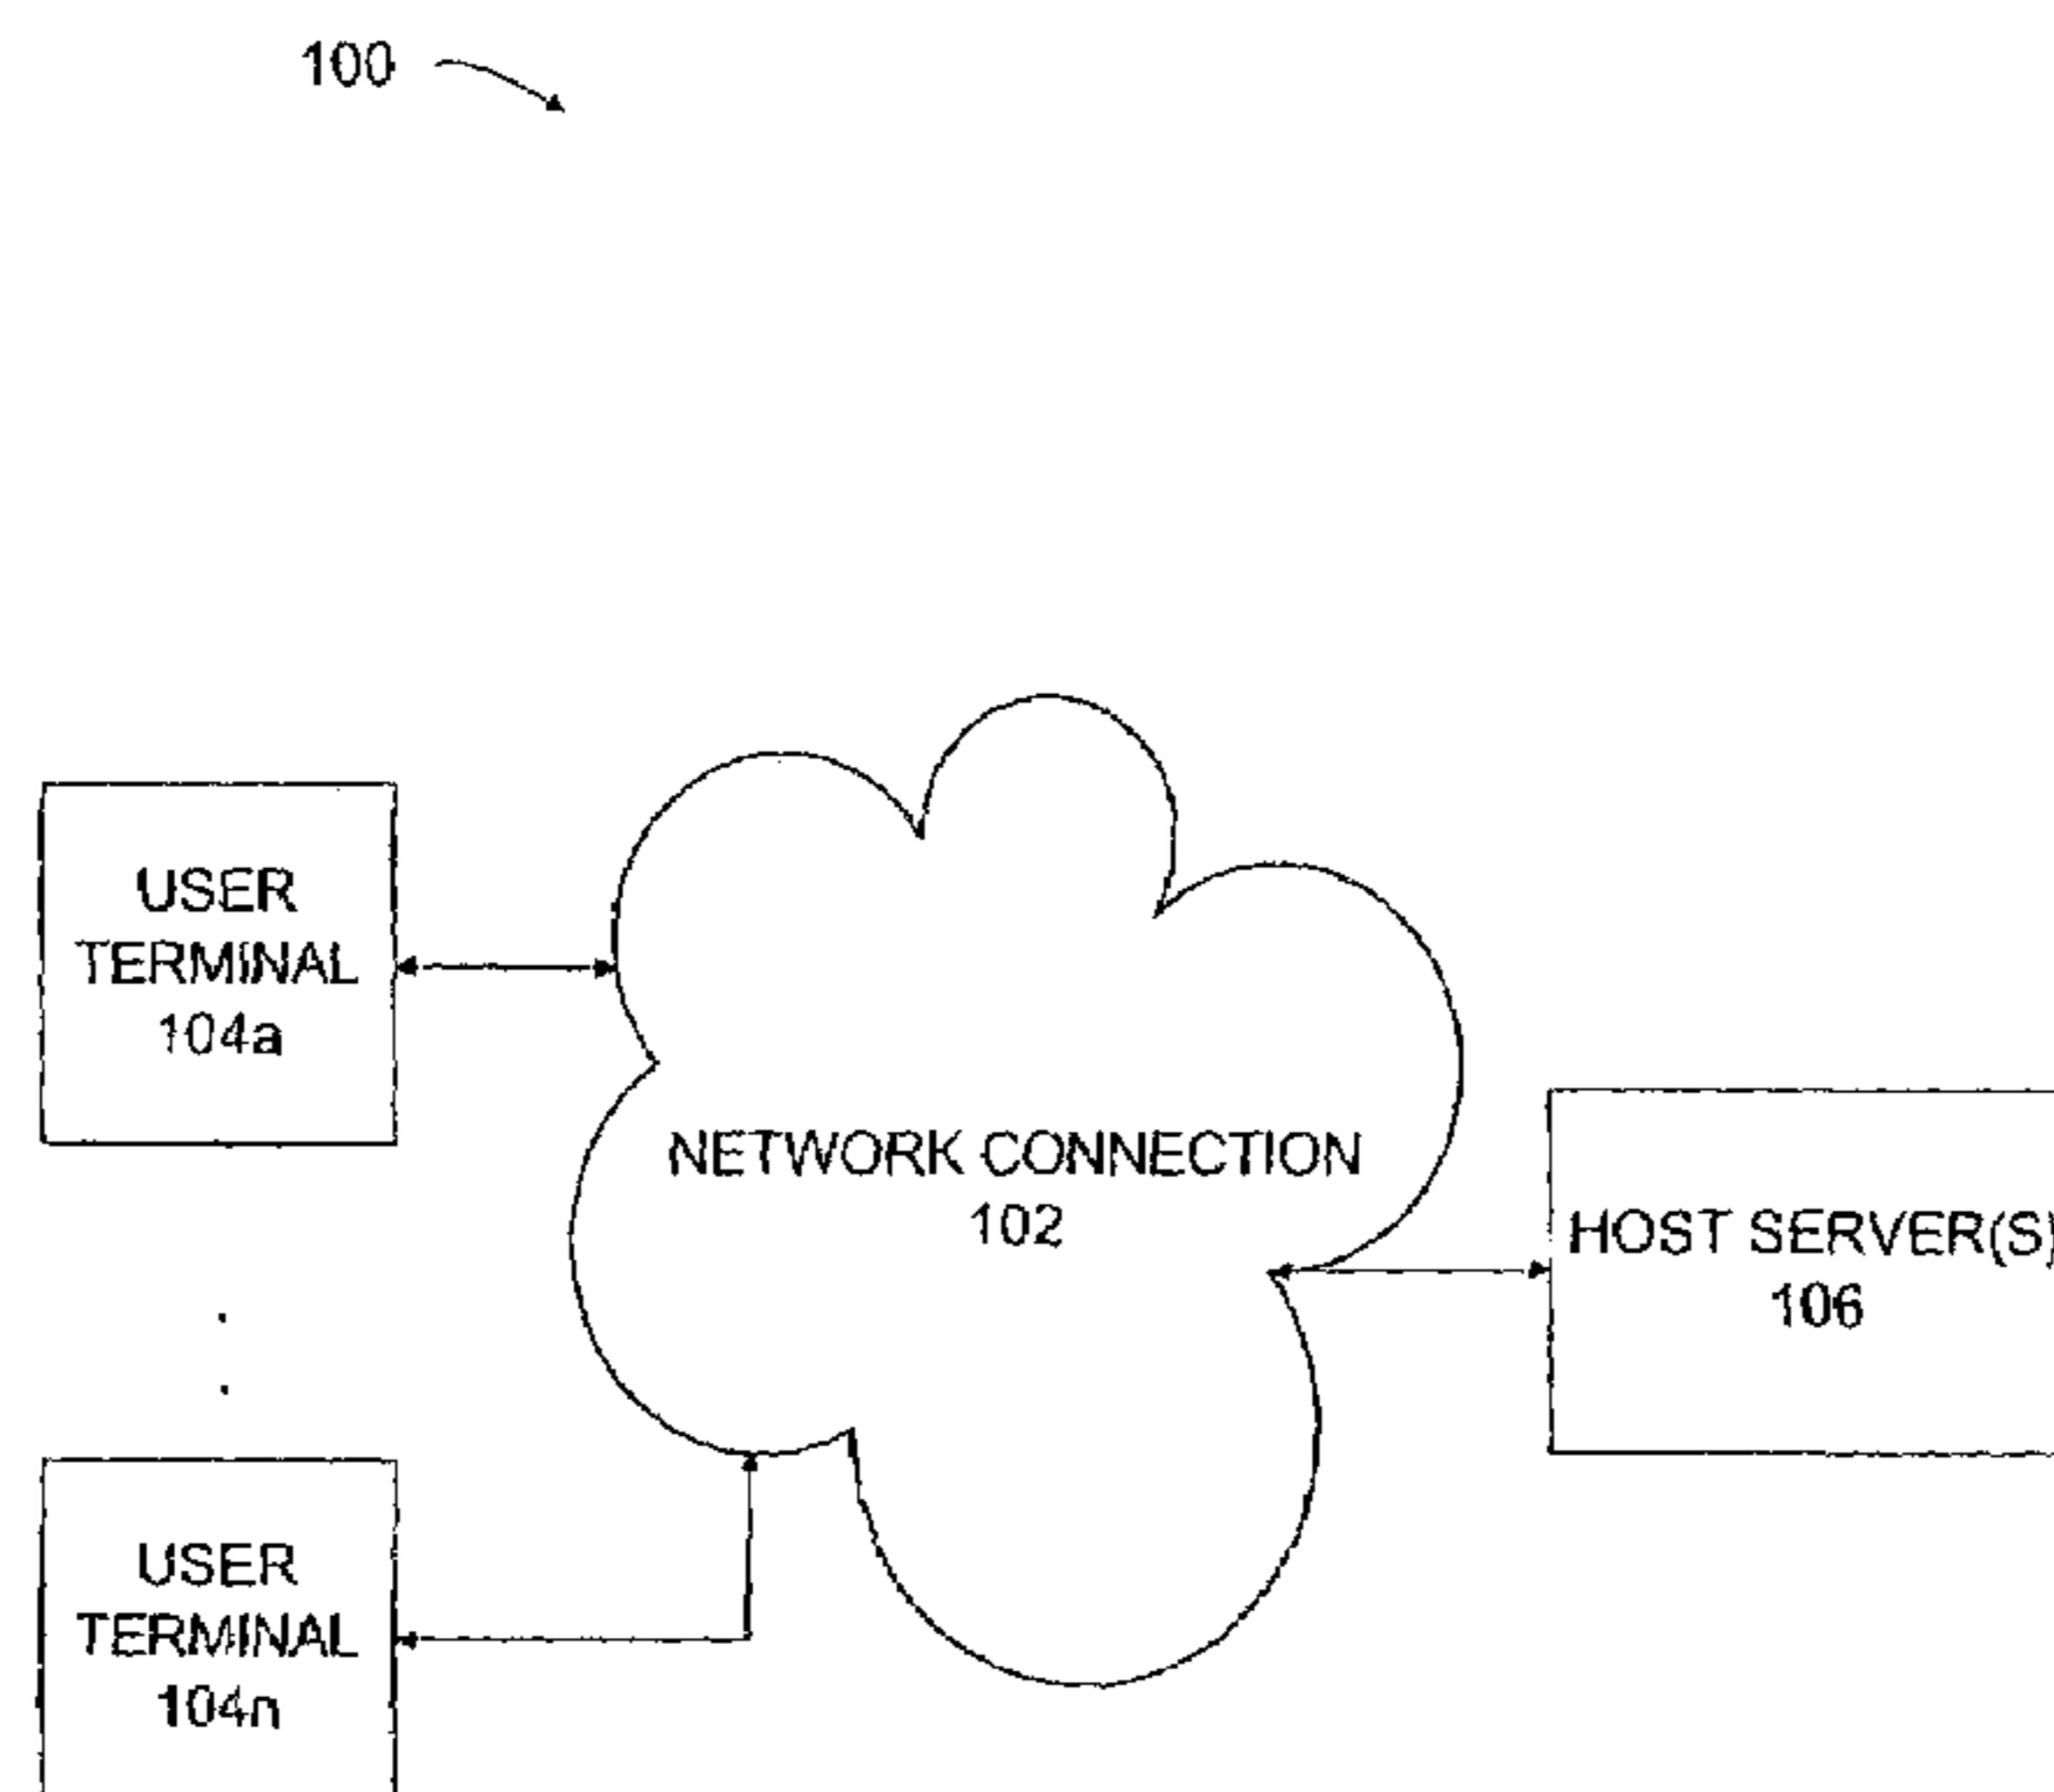 100
USER
TERMINAL
104a
NETWORK CONNECTION
102
HOST SERVER(S)
106
USER
TERMINAL
104n